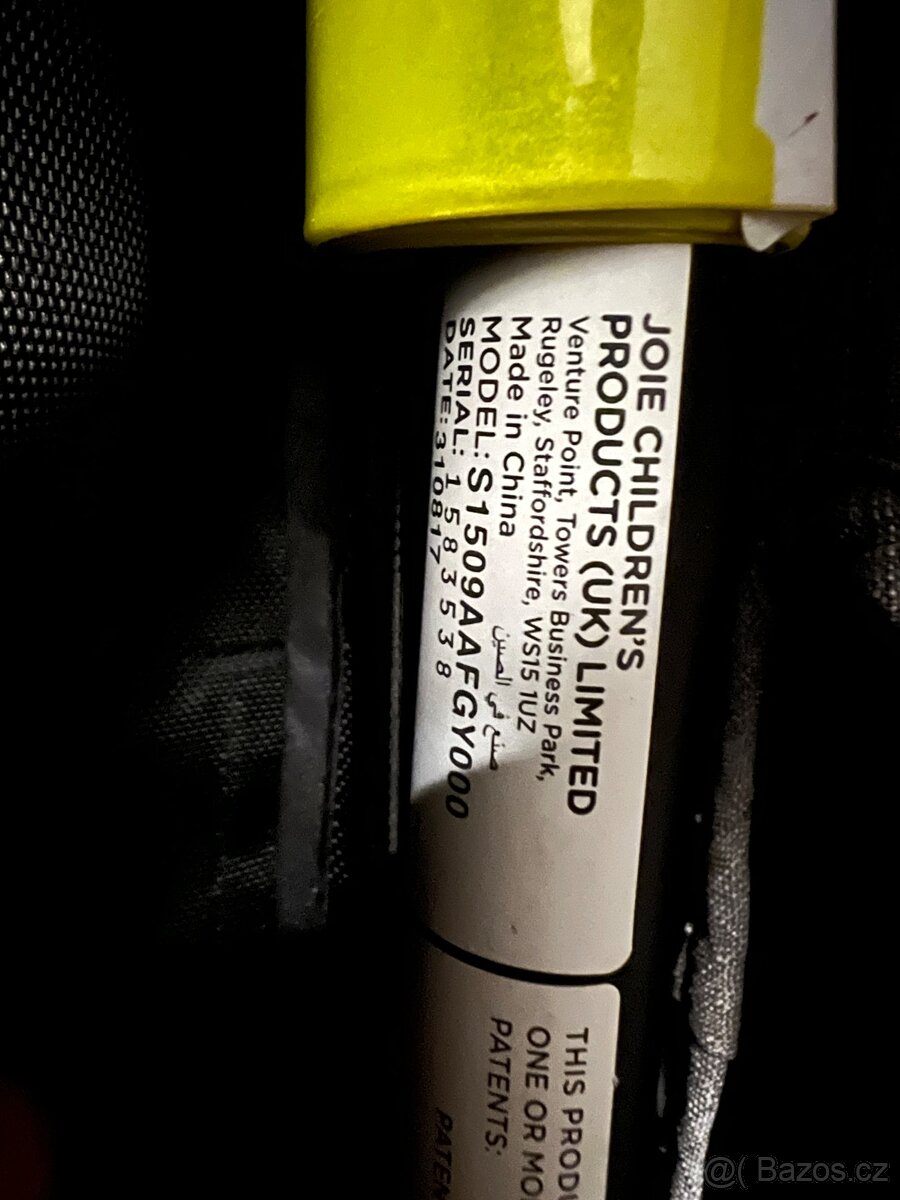 JOIE CHILDREN'S
PRODUCTS (UK) LIMITED
Venture Point, Towers Business Park,
Rugeley, Staffordshire, WS15 1UZ
Made in China صنع في الصين
MODEL: S1509AAFGY000
SERIAL: 1583538
DATE: 310817
THIS PRODU
ONE OR MO
PATENTS:
PATEN
@( Bazos.cz